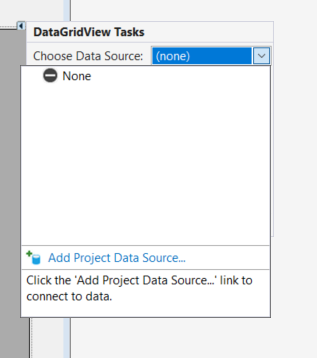 DataGridView Tasks
Choose Data Source: (none)
None
Add Project Data Source...
Click the 'Add Project Data Source...' link to
connect to data.